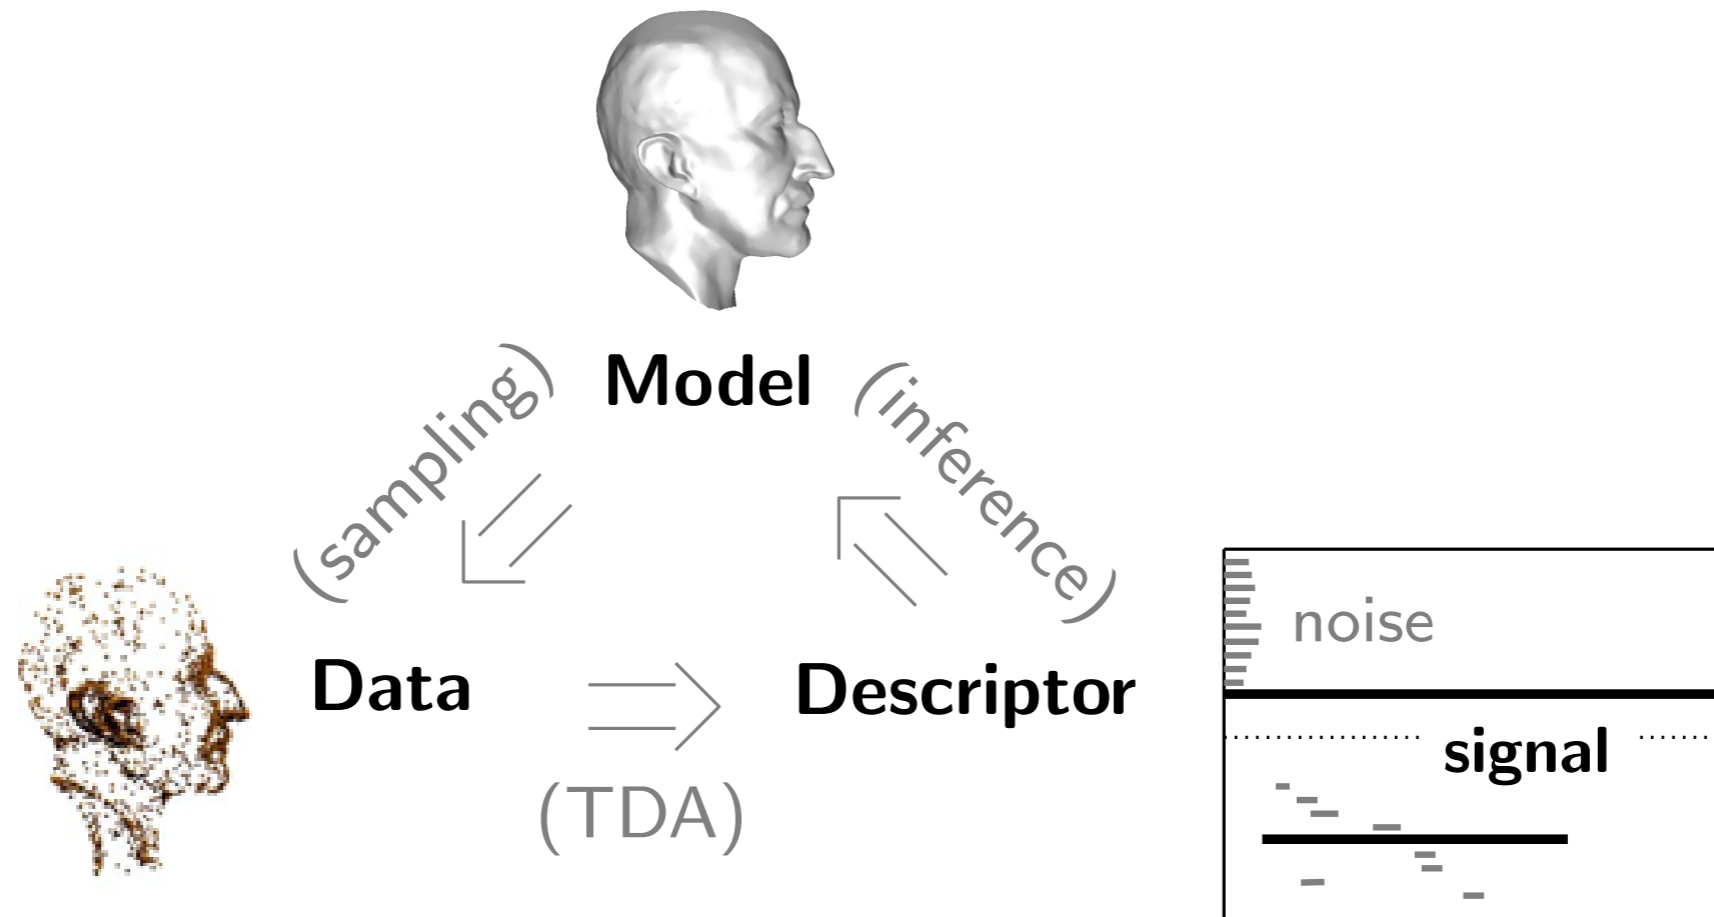 Model
(sampling)
(inference)
noise
Data
Descriptor
signal
(TDA)